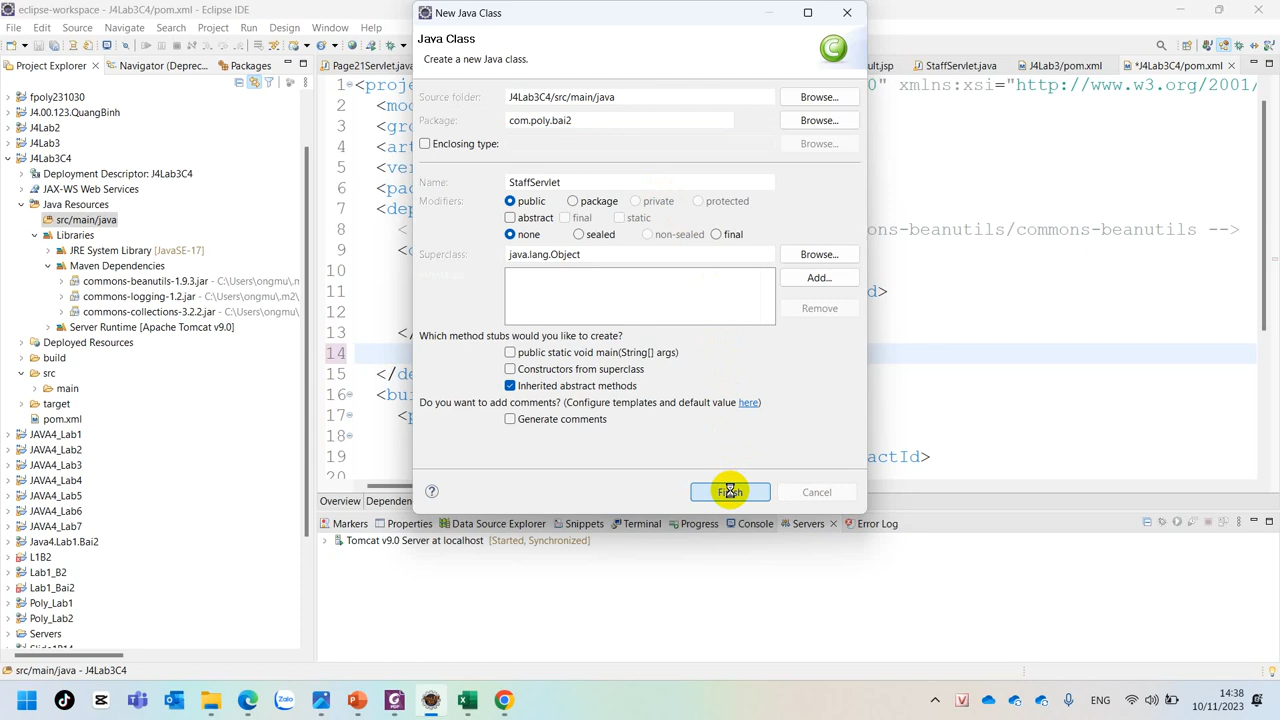 eclipse-workspace - J4Lab3C4/pom.xml - Eclipse IDE
File Edit Source Navigate Search Project Run Design Window Help
Project Explorer Navigator (Deprec... Packages
fpoly231030
J4.00.123.QuangBinh
J4Lab2
J4Lab3
J4Lab3C4
Deployment Descriptor: J4Lab3C4
JAX-WS Web Services
Java Resources
src/main/java
Libraries
JRE System Library [JavaSE-17]
Maven Dependencies
commons-beanutils-1.9.3.jar - C:\Users\ongmu\.m
commons-logging-1.2.jar - C:\Users\ongmu\.m2\
commons-collections-3.2.2.jar - C:\Users\ongmu\
Server Runtime [Apache Tomcat v9.0]
Deployed Resources
build
src
main
target
pom.xml
JAVA4_Lab1
JAVA4_Lab2
JAVA4_Lab3
JAVA4_Lab4
JAVA4_Lab5
JAVA4_Lab6
JAVA4_Lab7
Java4.Lab1.Bai2
L1B2
Lab1_B2
Lab1_Bai2
Poly_Lab1
Poly_Lab2
Servers
Page21Servlet.java ult.jsp StaffServlet.java J4Lab3/pom.xml *J4Lab3C4/pom.xml
1 <project 0" xmlns:xsi="http://www.w3.org/2001/
2 <mod
3 <gro
4 <art
5 <ver
6 <pac
7 <dep
8 <! ons-beanutils/commons-beanutils -->
9 <d
10
11 d>
12
13 </
14
15 </de
16 <bui
17 <p
18
19 actId>
20
Overview Dependen
Markers Properties Data Source Explorer Snippets Terminal Progress Console Servers Error Log
Tomcat v9.0 Server at localhost [Started, Synchronized]
New Java Class
Java Class
Create a new Java class.
Source folder: J4Lab3C4/src/main/java Browse...
Package: com.poly.bai2 Browse...
Enclosing type: Browse...
Name: StaffServlet
Modifiers: public package private protected
abstract final static
none sealed non-sealed final
Superclass: java.lang.Object Browse...
Add...
Remove
Which method stubs would you like to create?
public static void main(String[] args)
Constructors from superclass
Inherited abstract methods
Do you want to add comments? (Configure templates and default value here)
Generate comments
Finish Cancel
src/main/java - J4Lab3C4
ENG 14:38
10/11/2023